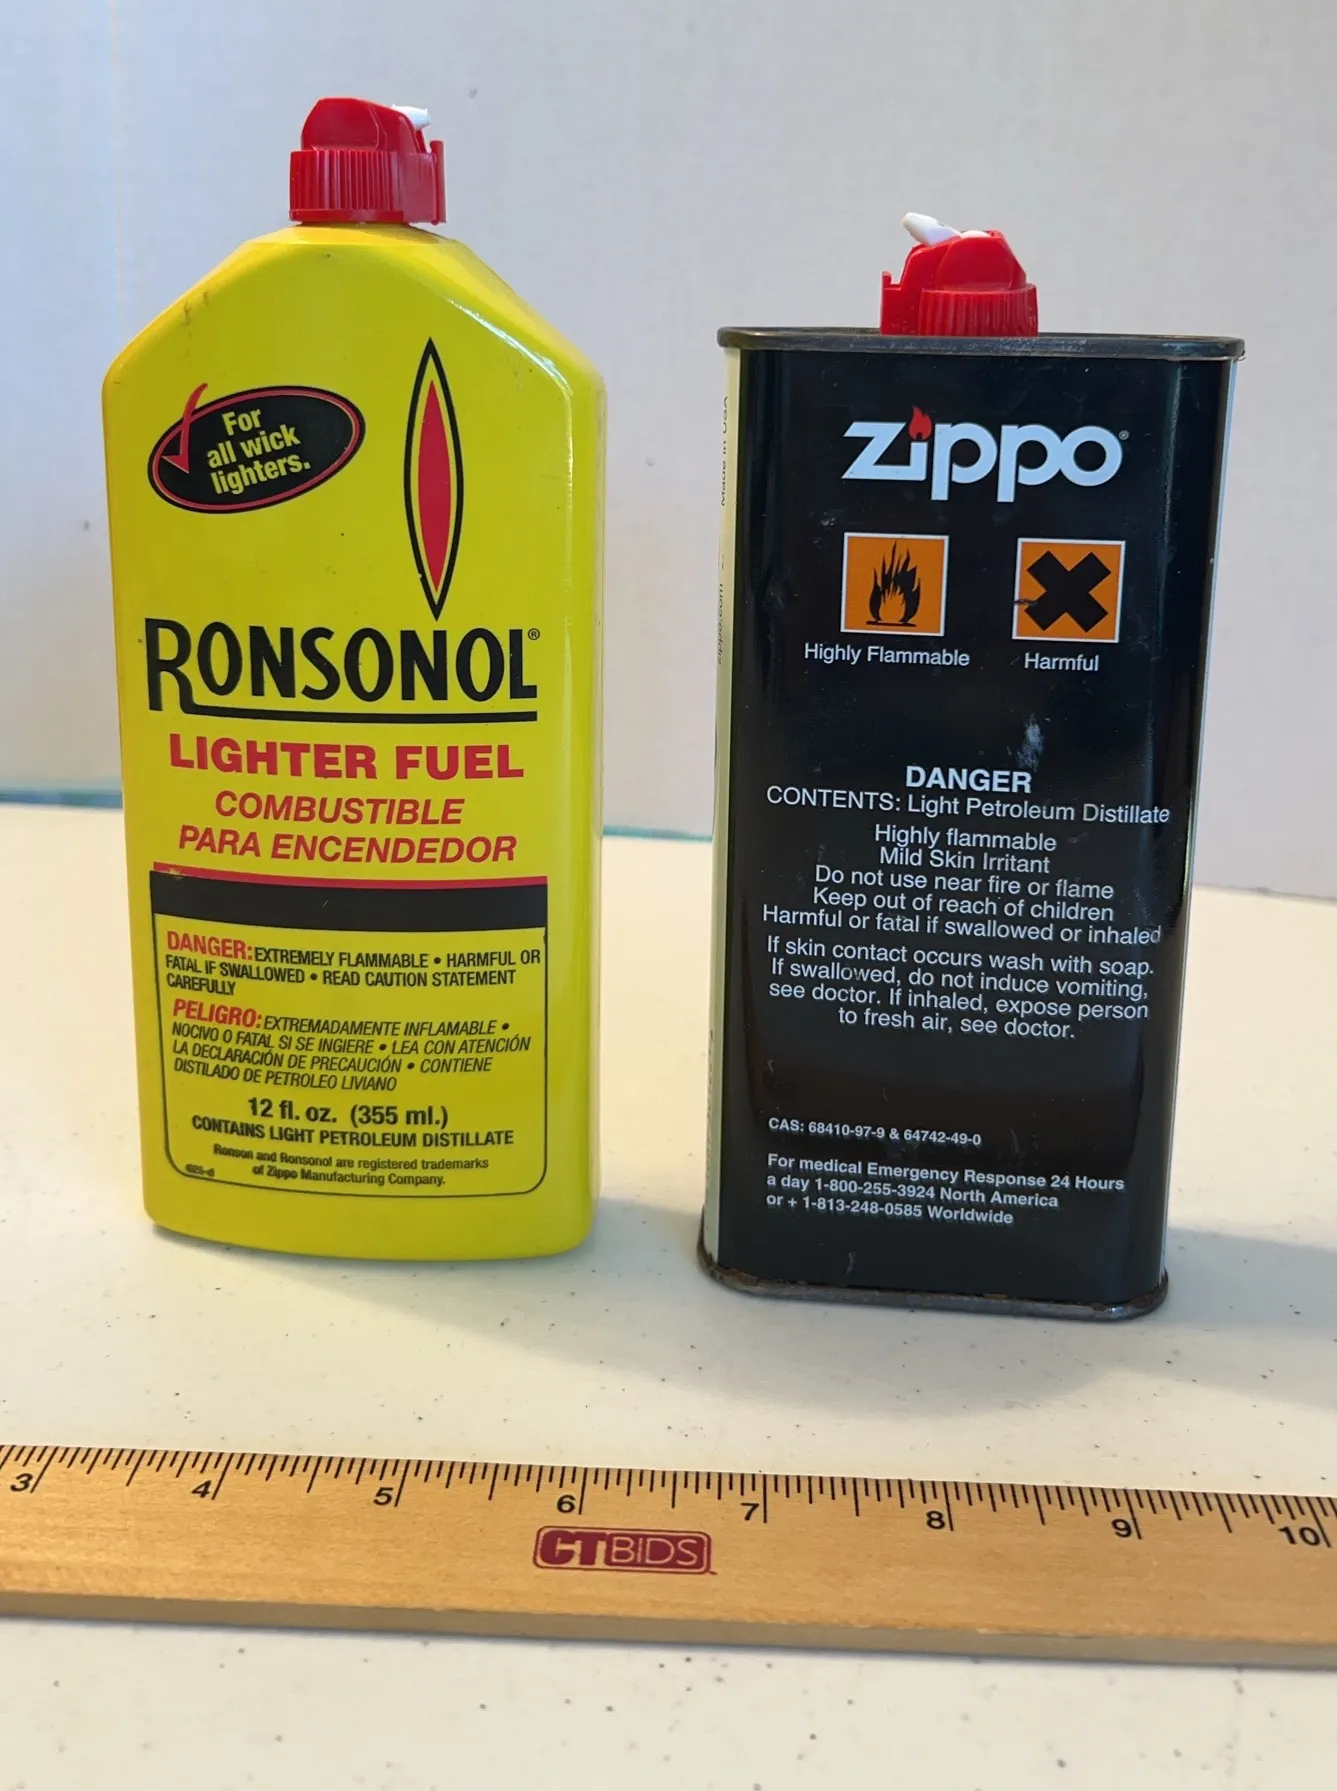 For
all wick
lighters.
RONSONOL®
LIGHTER FUEL
COMBUSTIBLE
PARA ENCENDEDOR
DANGER: EXTREMELY FLAMMABLE • HARMFUL OR
FATAL IF SWALLOWED • READ CAUTION STATEMENT
CAREFULLY
PELIGRO: EXTREMADAMENTE INFLAMABLE •
NOCIVO O FATAL SI SE INGIERE • LEA CON ATENCIÓN
LA DECLARACIÓN DE PRECAUCIÓN • CONTIENE
DISTILADO DE PETROLEO LIVIANO
12 fl. oz. (355 ml.)
CONTAINS LIGHT PETROLEUM DISTILLATE
Ronson and Ronsonol are registered trademarks
of Zippo Manufacturing Company.
Made in USA
zippo.com
zippo®
Highly Flammable
Harmful
DANGER
CONTENTS: Light Petroleum Distillate
Highly flammable
Mild Skin Irritant
Do not use near fire or flame
Keep out of reach of children
Harmful or fatal if swallowed or inhaled
If skin contact occurs wash with soap.
If swallowed, do not induce vomiting,
see doctor. If inhaled, expose person
to fresh air, see doctor.
CAS: 68410-97-9 & 64742-49-0
For medical Emergency Response 24 Hours
a day 1-800-255-3924 North America
or + 1-813-248-0585 Worldwide
3 4 5 6 7 8 9 10
CTBIDS